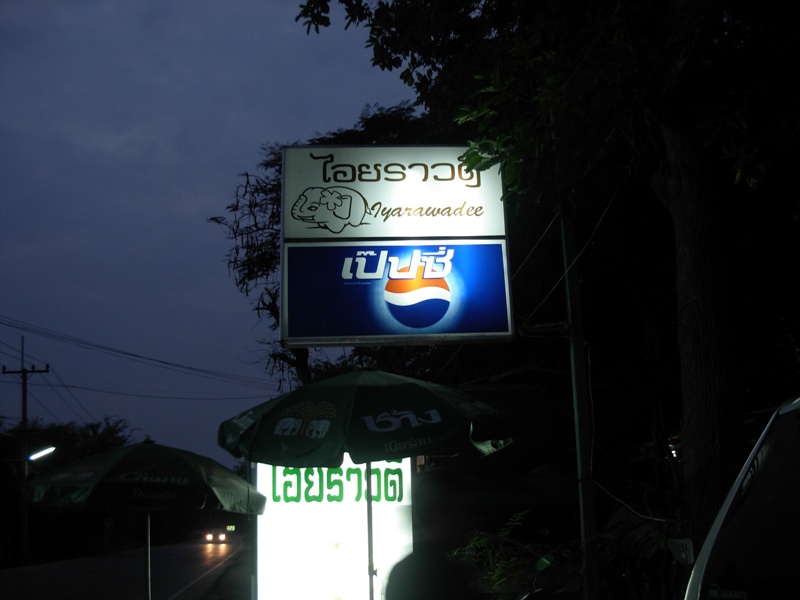 ไอยราวดี
Iyarawadee
เป๊ปซี่
ช้าง
Chang
ไอยราวดี